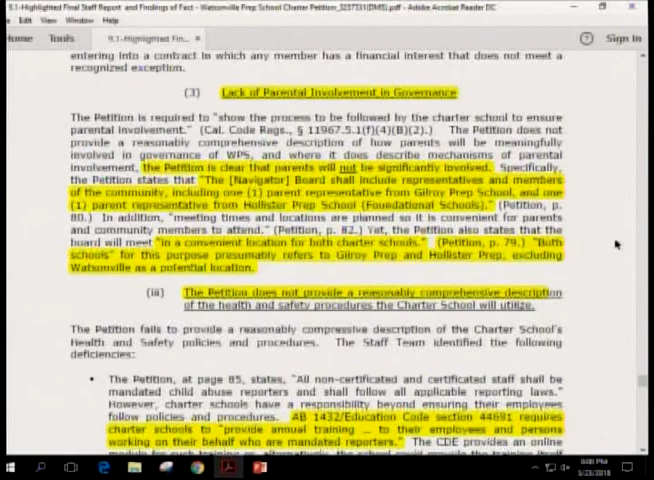 9.1-Highlighted Final Staff Report and Findings of Fact - Watsonville Prep School Charter Petition_3237331(DMS).pdf - Adobe Acrobat Reader DC
Edit View Window Help
Home Tools 9.1-Highlighted Fin... × Sign In
entering into a contract in which any member has a financial interest that does not meet a
recognized exception.
(3) Lack of Parental Involvement in Governance
The Petition is required to "show the process to be followed by the charter school to ensure
parental involvement." (Cal. Code Regs., § 11967.5.1(f)(4)(B)(2).) The Petition does not
provide a reasonably comprehensive description of how parents will be meaningfully
involved in governance of WPS, and where it does describe mechanisms of parental
involvement, the Petition is clear that parents will not be significantly involved. Specifically,
the Petition states that "The [Navigator] Board shall include representatives and members
of the community, including one (1) parent representative from Gilroy Prep School, and one
(1) parent representative from Hollister Prep School (Foundational Schools)." (Petition, p.
80.) In addition, "meeting times and locations are planned so it is convenient for parents
and community members to attend." (Petition, p. 82.) Yet, the Petition also states that the
board will meet "in a convenient location for both charter schools." (Petition, p. 79.) "Both
schools" for this purpose presumably refers to Gilroy Prep and Hollister Prep, excluding
Watsonville as a potential location.
(iii) The Petition does not provide a reasonably comprehensive description
of the health and safety procedures the Charter School will utilize.
The Petition fails to provide a reasonably compressive description of the Charter School's
Health and Safety policies and procedures. The Staff Team identified the following
deficiencies:
• The Petition, at page 85, states, "All non-certificated and certificated staff shall be
mandated child abuse reporters and shall follow all applicable reporting laws."
However, charter schools have a responsibility beyond ensuring their employees
follow policies and procedures. AB 1432/Education Code section 44691 requires
charter schools to "provide annual training ... to their employees and persons
working on their behalf who are mandated reporters." The CDE provides an online
module for such training or, alternatively, the school could provide the training itself
5/23/2018